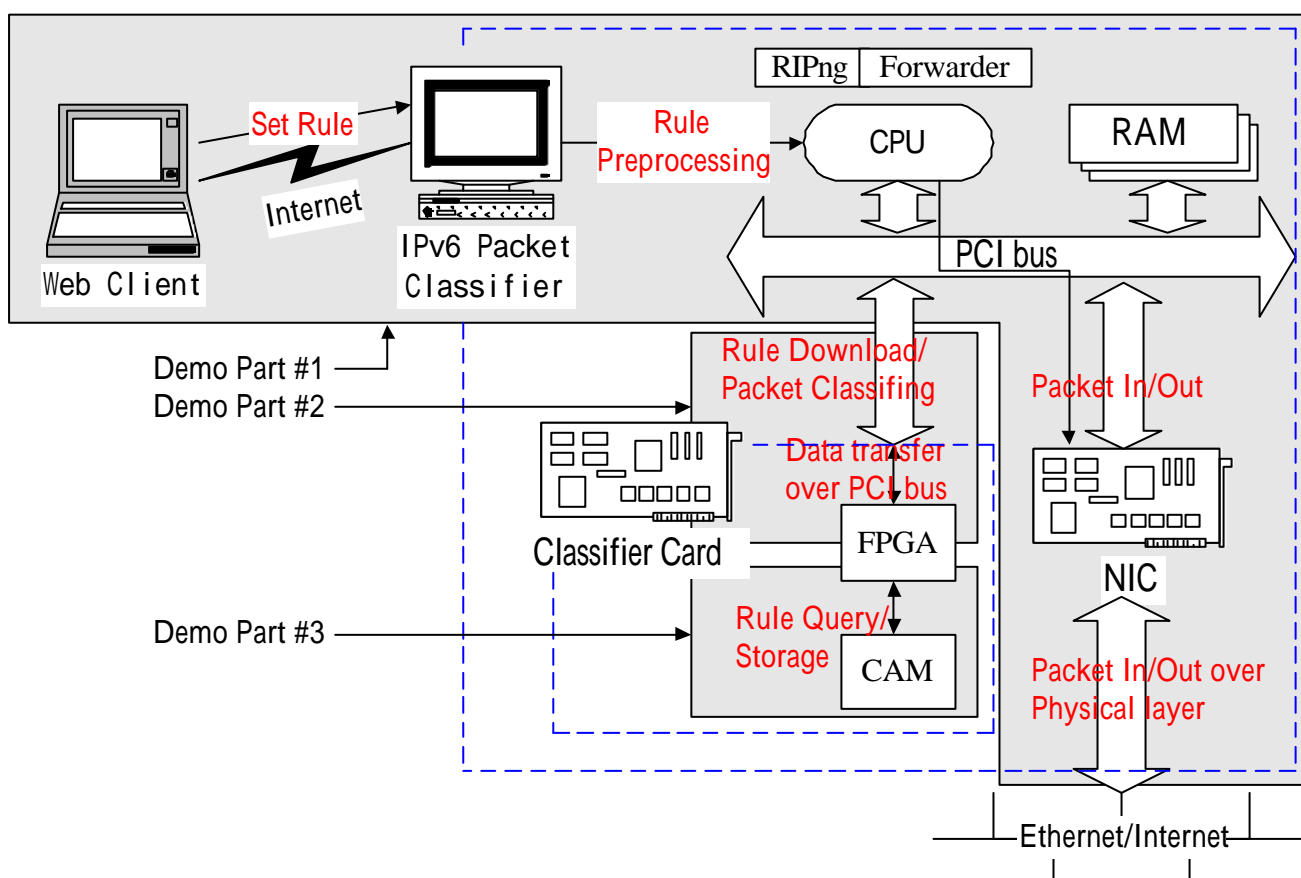 RIPng
Forwarder
Set Rule
Internet
Rule
Preprocessing
CPU
RAM
Web Client
IPv6 Packet
Classifier
PCI bus
Demo Part #1
Demo Part #2
Rule Download/
Packet Classifing
Packet In/Out
Data transfer
over PCI bus
Classifier Card
FPGA
NIC
Demo Part #3
Rule Query/
Storage
CAM
Packet In/Out over
Physical layer
Ethernet/Internet